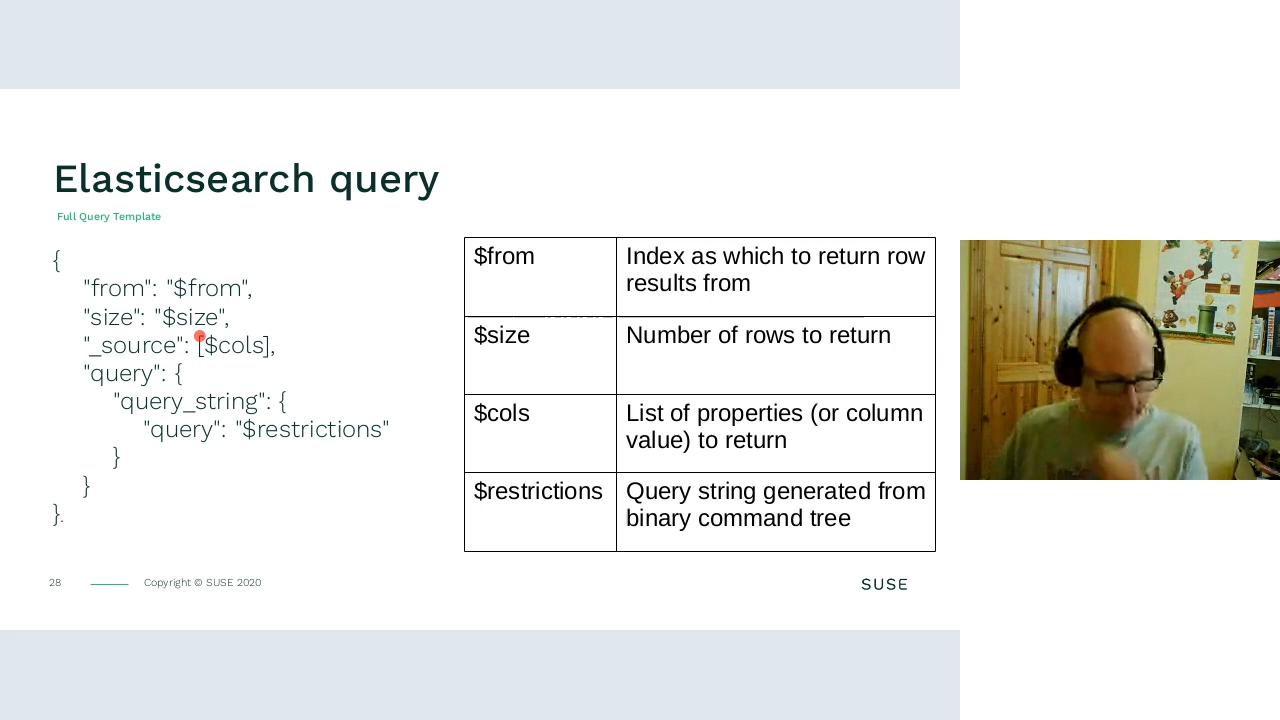 Elasticsearch query
Full Query Template
{
"from": "$from",
"size": "$size",
"_source": [$cols],
"query": {
"query_string": {
"query": "$restrictions"
}
}
}.
$from
Index as which to return row
results from
$size
Number of rows to return
$cols
List of properties (or column
value) to return
$restrictions
Query string generated from
binary command tree
28
Copyright © SUSE 2020
SUSE